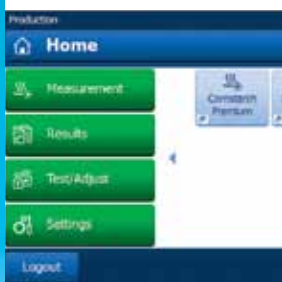 Production
Home
Measurement
Results
Test/Adjust
Settings
Cornstarch
Premium
Logout